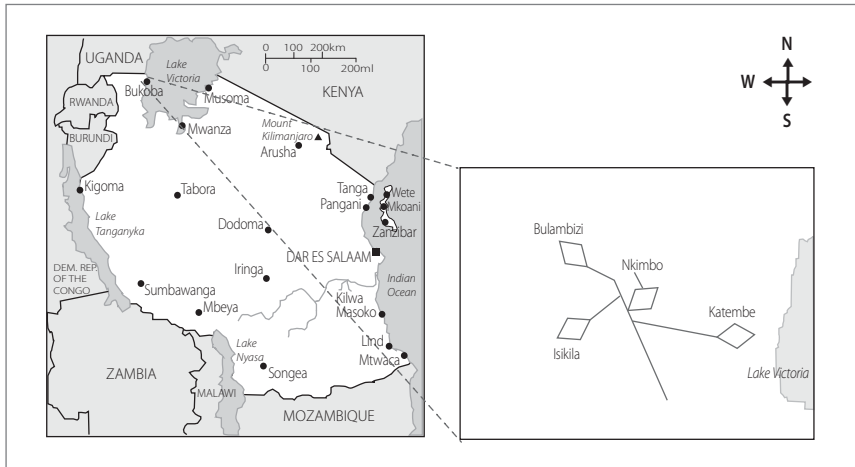 N
W E
S
UGANDA
Lake
Victoria
0 100 200km
0 100 200ml
Bukoba
Musoma
KENYA
RWANDA
Mwanza
Mount
Kilimanjaro
BURUNDI
Arusha
Kigoma
Tabora
Tanga
Wete
Pangani
Mkoani
Lake
Tanganyka
Dodoma
Zanzibar
DAR ES SALAAM
DEM. REP.
OF THE
CONGO
Iringa
Indian
Ocean
Sumbawanga
Kilwa
Masoko
Mbeya
Lake
Nyasa
Lind
Mtwaca
Songea
ZAMBIA
MALAWI
MOZAMBIQUE
Bulambizi
Nkimbo
Katembe
Isikila
Lake Victoria